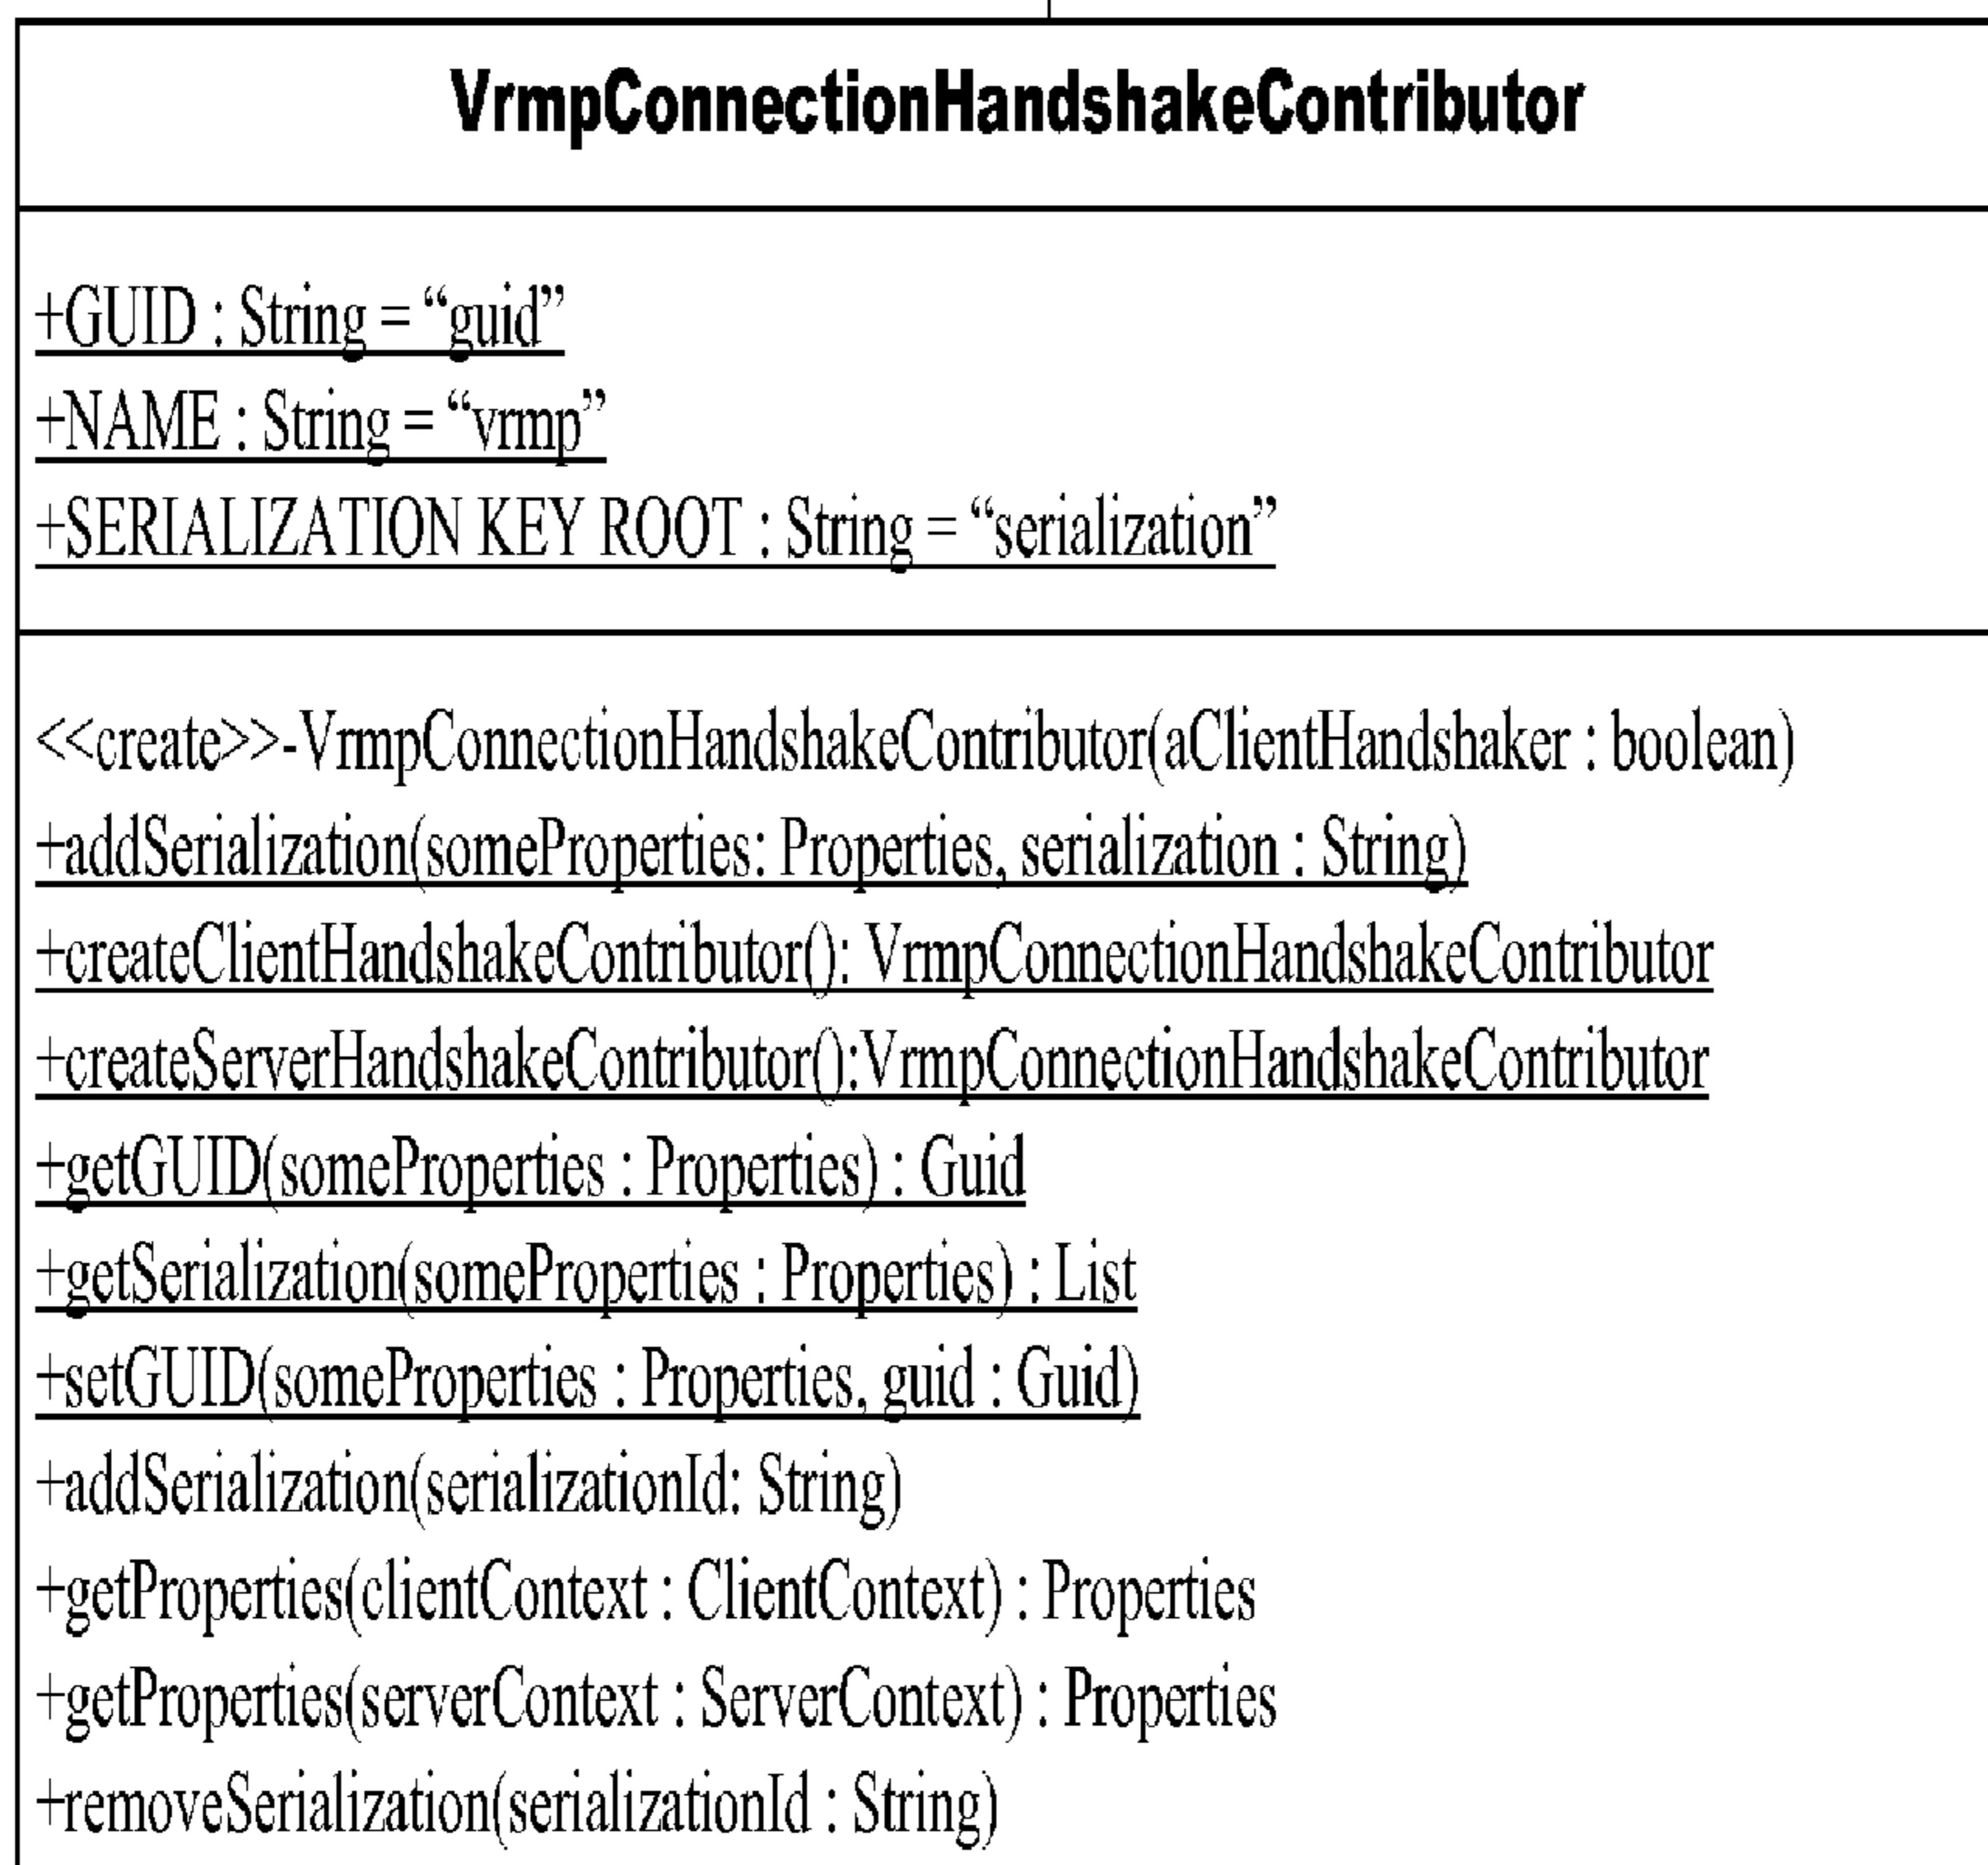 VrmpConnectionHandshakeContributor
+GUID : String = “guid”
+NAME : String = “vrmp”
+SERIALIZATION KEY ROOT : String = “serialization”
<<create>>-VrmpConnectionHandshakeContributor(aClientHandshaker : boolean)
+addSerialization(someProperties: Properties, serialization : String)
+createClientHandshakeContributor(): VrmpConnectionHandshakeContributor
+createServerHandshakeContributor():VrmpConnectionHandshakeContributor
+getGUID(someProperties : Properties) : Guid
+getSerialization(someProperties : Properties) : List
+setGUID(someProperties : Properties, guid : Guid)
+addSerialization(serializationId: String)
+getProperties(clientContext : ClientContext) : Properties
+getProperties(serverContext : ServerContext) : Properties
+removeSerialization(serializationId : String)